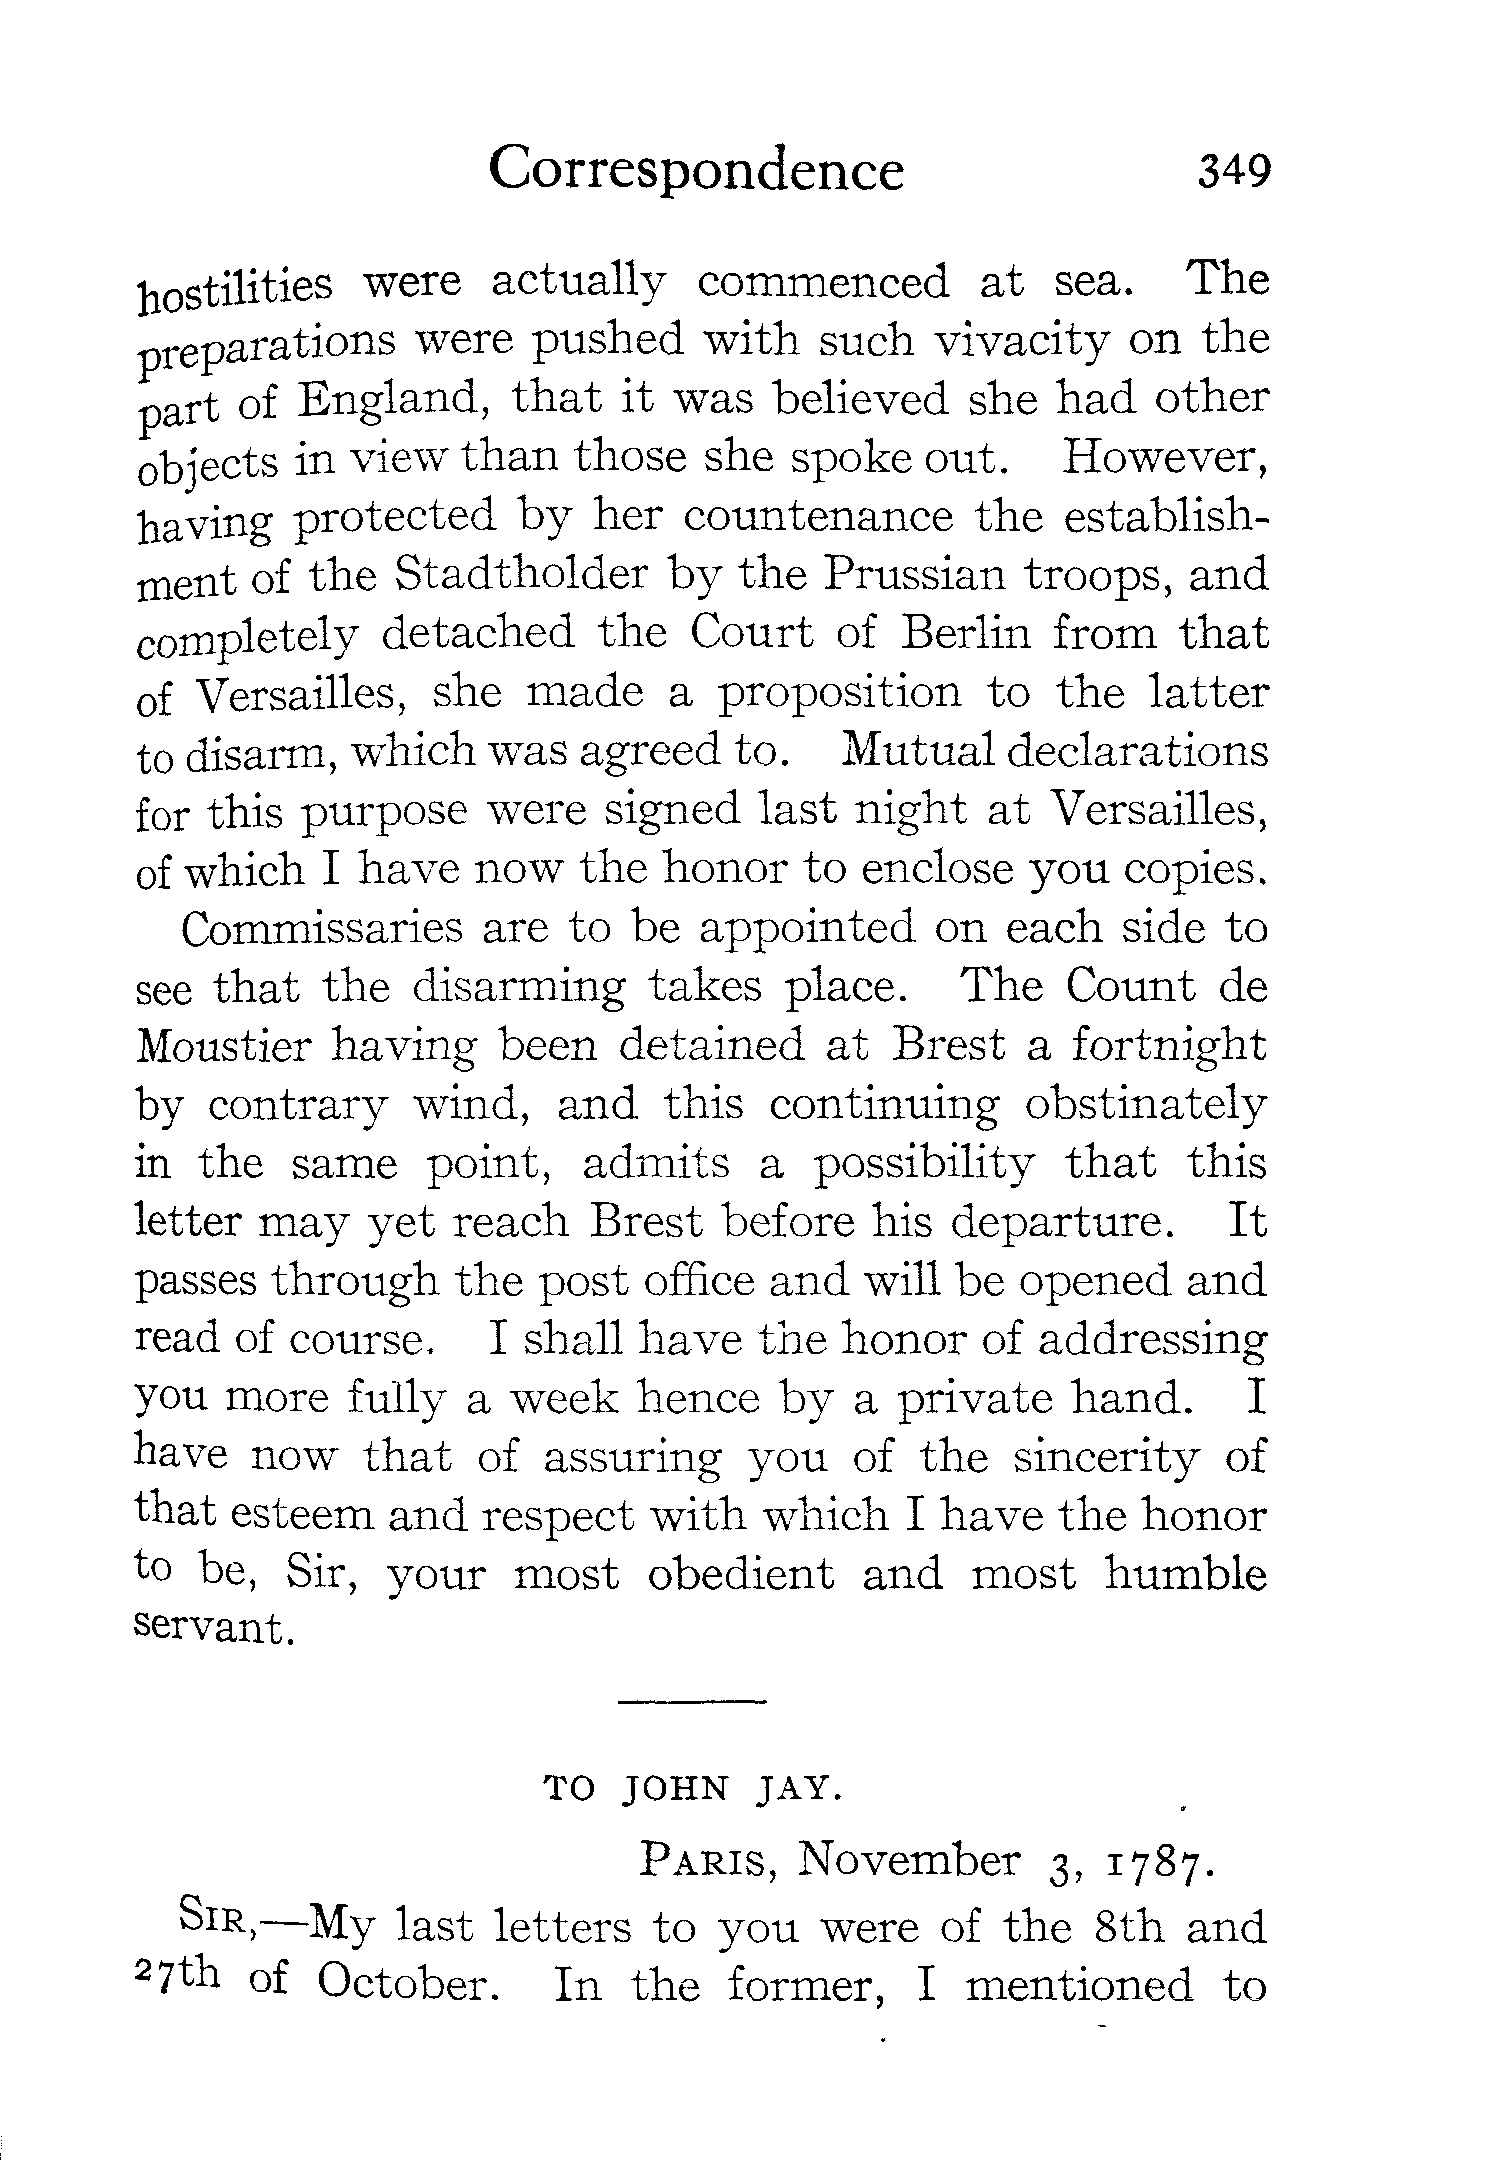 Correspondence 349
hostilities were actually commenced at sea. The
preparations were pushed with such vivacity on the
part of England, that it was believed she had other
objects in view than those she spoke out. However,
having protected by her countenance the establish-
ment of the Stadtholder by the Prussian troops, and
completely detached the Court of Berlin from that
of Versailles, she made a proposition to the latter
to disarm, which was agreed to. Mutual declarations
for this purpose were signed last night at Versailles,
of which I have now the honor to enclose you copies.
Commissaries are to be appointed on each side to
see that the disarming takes place. The Count de
Moustier having been detained at Brest a fortnight
by contrary wind, and this continuing obstinately
in the same point, admits a possibility that this
letter may yet reach Brest before his departure. It
passes through the post office and will be opened and
read of course. I shall have the honor of addressing
you more fully a week hence by a private hand. I
have now that of assuring you of the sincerity of
that esteem and respect with which I have the honor
to be, Sir, your most obedient and most humble
servant.
TO JOHN JAY.
PARIS, November 3, 1787.
SIR,—My last letters to you were of the 8th and
27th of October. In the former, I mentioned to